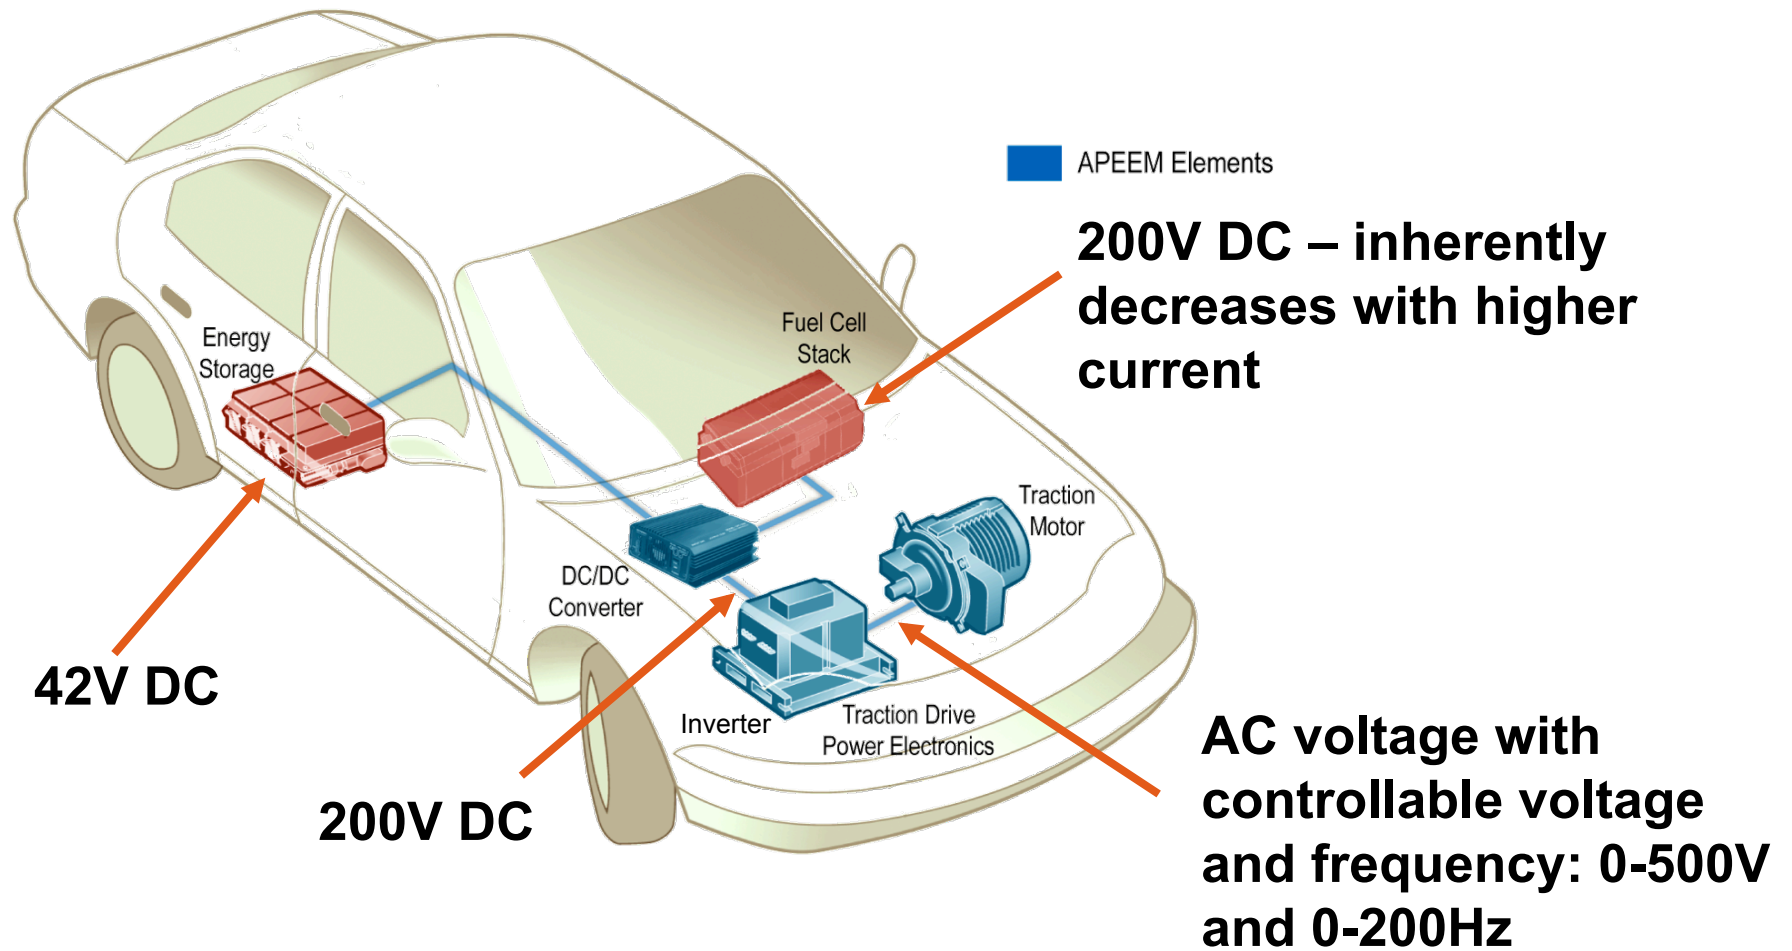 APEEM Elements
200V DC – inherently
decreases with higher
current
Fuel Cell
Stack
Energy
Storage
Traction
Motor
DC/DC
Converter
42V DC
Inverter
Traction Drive
Power Electronics
200V DC
AC voltage with
controllable voltage
and frequency: 0-500V
and 0-200Hz